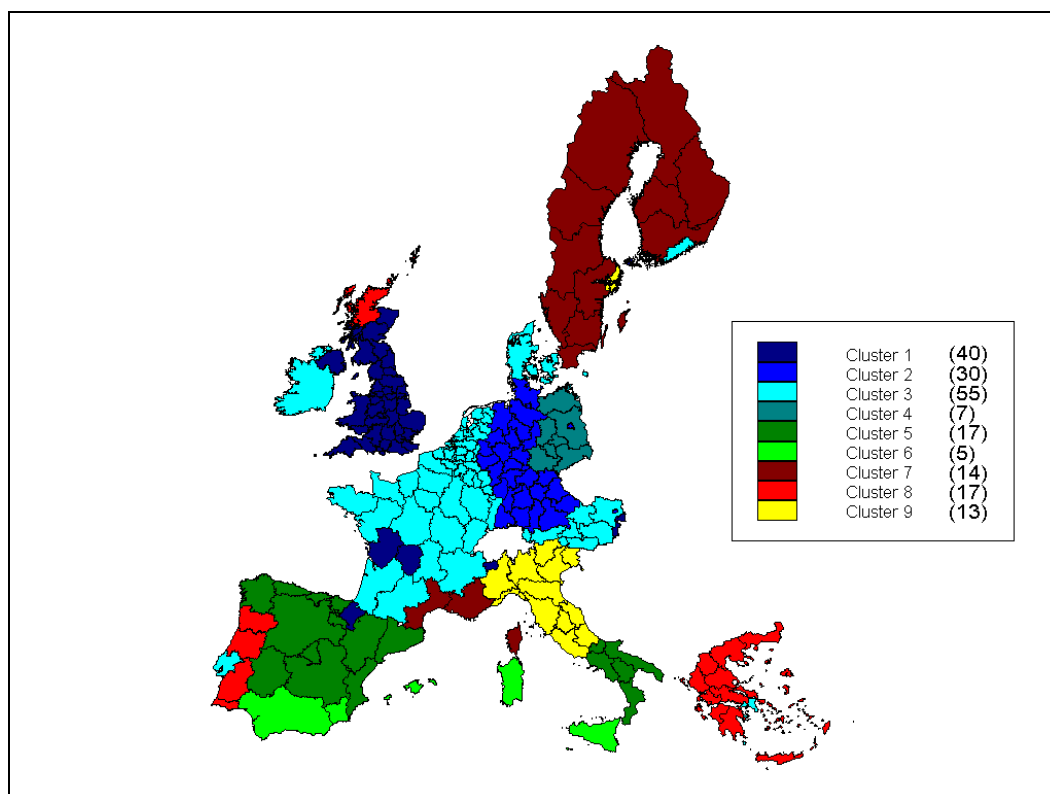 Cluster 1 (40)
Cluster 2 (30)
Cluster 3 (55)
Cluster 4 (7)
Cluster 5 (17)
Cluster 6 (5)
Cluster 7 (14)
Cluster 8 (17)
Cluster 9 (13)